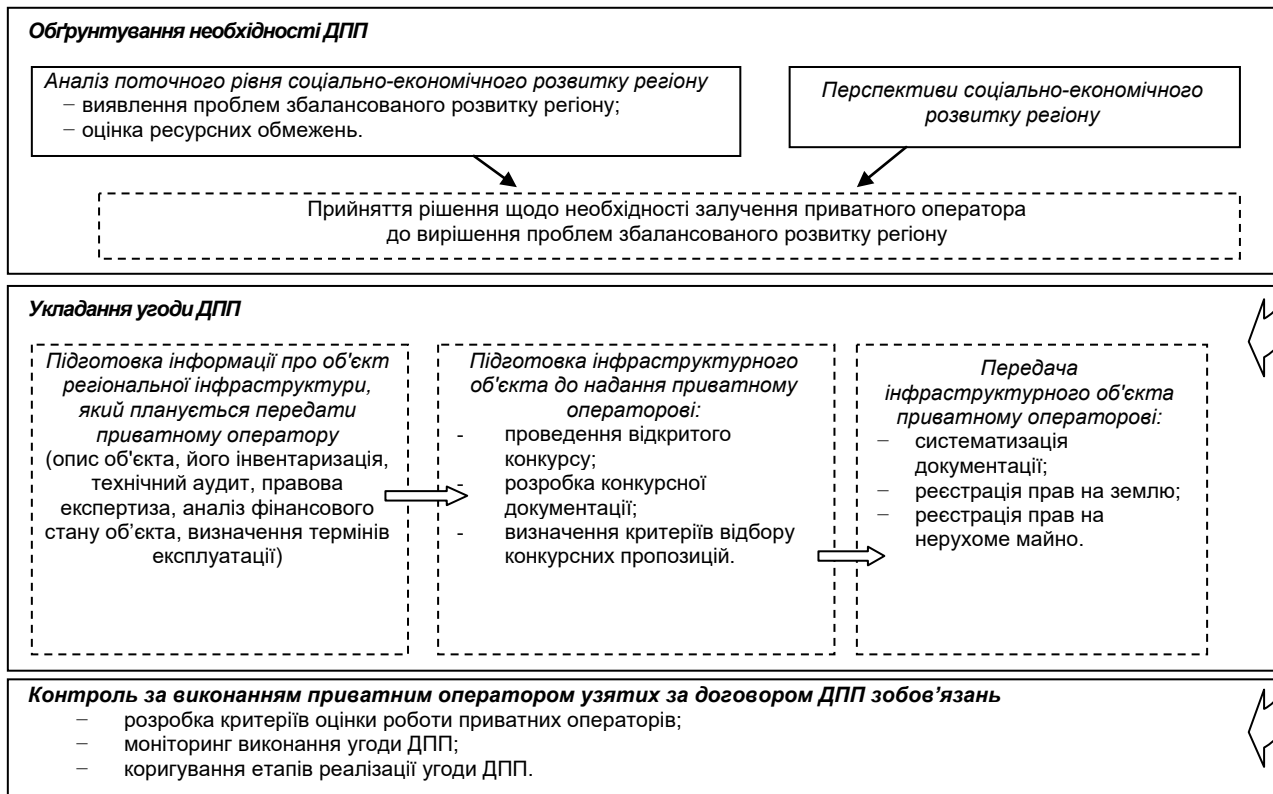 Обґрунтування необхідності ДПП
Аналіз поточного рівня соціально-економічного розвитку регіону
− виявлення проблем збалансованого розвитку регіону;
− оцінка ресурсних обмежень.
Перспективи соціально-економічного
розвитку регіону
Прийняття рішення щодо необхідності залучення приватного оператора
до вирішення проблем збалансованого розвитку регіону
Укладання угоди ДПП
Підготовка інформації про об'єкт
регіональної інфраструктури,
який планується передати
приватному оператору
(опис об'єкта, його інвентаризація,
технічний аудит, правова
експертиза, аналіз фінансового
стану об’єкта, визначення термінів
експлуатації)
Підготовка інфраструктурного
об'єкта до надання приватному
операторові:
- проведення відкритого
конкурсу;
- розробка конкурсної
документації;
- визначення критеріїв відбору
конкурсних пропозицій.
Передача
інфраструктурного об'єкта
приватному операторові:
− систематизація
документації;
− реєстрація прав на землю;
− реєстрація прав на
нерухоме майно.
Контроль за виконанням приватним оператором узятих за договором ДПП зобов’язань
− розробка критеріїв оцінки роботи приватних операторів;
− моніторинг виконання угоди ДПП;
− коригування етапів реалізації угоди ДПП.